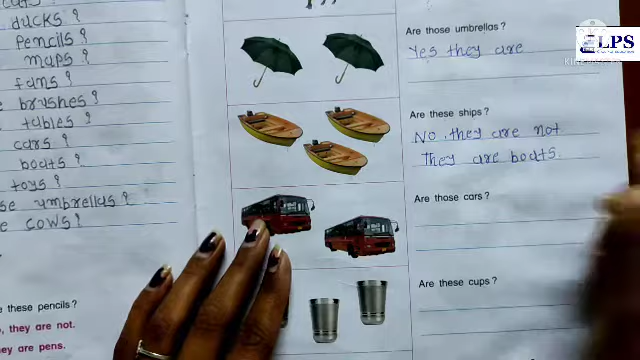 ducks?
Pencils?
maps?
fans?
brushes?
tables?
cars?
boats?
toys?
umbrellas?
cows?
these pencils?
they are not.
ey are pens.
Are those umbrellas?
Yes they are
Are these ships?
No, they are not
They are boats.
Are those cars?
Are these cups?
LPS